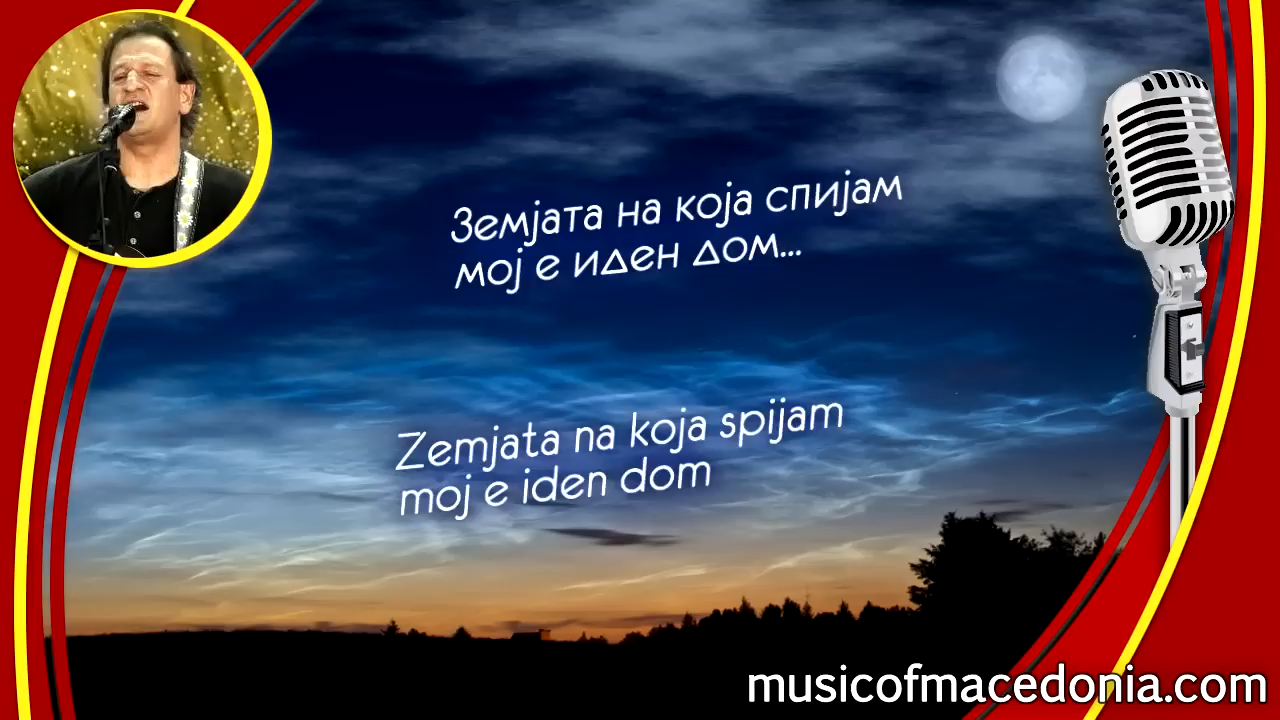 Земјата на која спијам
мој е иден дом...
Zemjata na koja spijam
moj e iden dom
musicofmacedonia.com